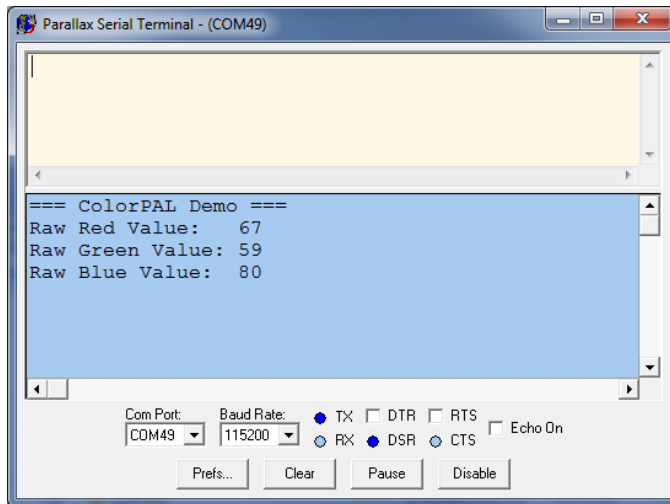 Parallax Serial Terminal - (COM49)
=== ColorPAL Demo ===
Raw Red Value:   67
Raw Green Value: 59
Raw Blue Value:  80
Com Port: Baud Rate: TX DTR RTS
COM49 115200 RX DSR CTS Echo On
Prefs... Clear Pause Disable